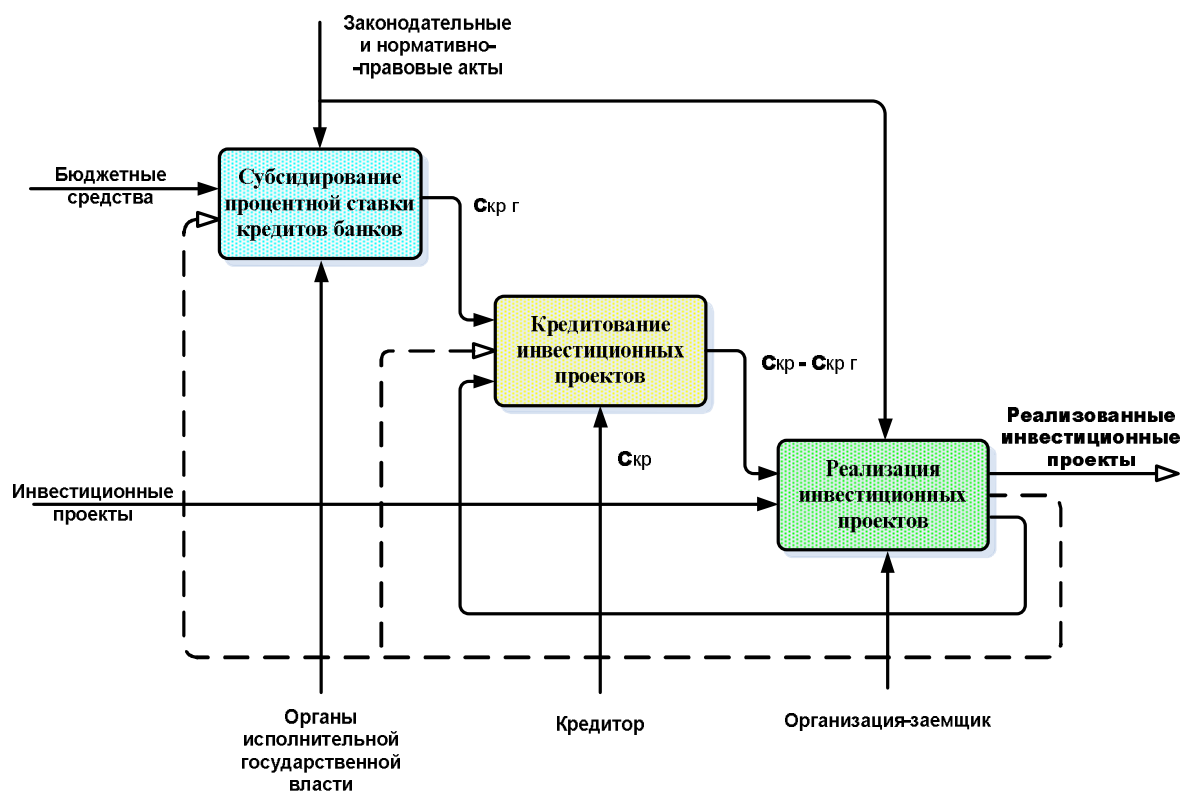 Законодательные
и нормативно-
-правовые акты
Бюджетные
средства
Субсидирование
процентной ставки
кредитов банков
Скр г
Кредитование
инвестиционных
проектов
Скр - Скр г
Реализованные
инвестиционные
проекты
Скр
Реализация
инвестиционных
проектов
Инвестиционные
проекты
Органы
исполнительной
государственной
власти
Кредитор
Организация-заемщик